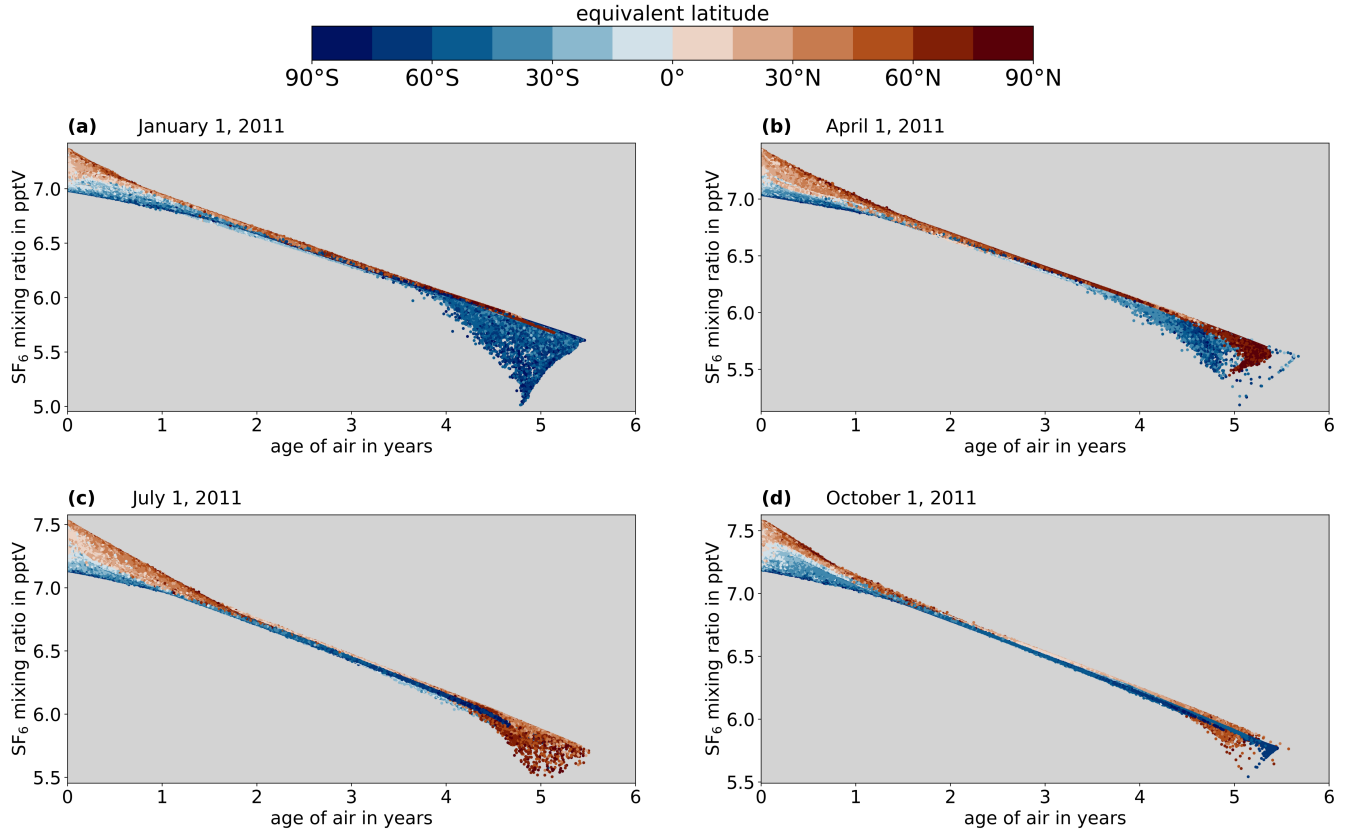 equivalent latitude
90°S 60°S 30°S 0° 30°N 60°N 90°N
(a) January 1, 2011
SF₆ mixing ratio in pptV
7.0
6.5
6.0
5.5
5.0
0 1 2 3 4 5 6
age of air in years
(b) April 1, 2011
SF₆ mixing ratio in pptV
7.0
6.5
6.0
5.5
0 1 2 3 4 5 6
age of air in years
(c) July 1, 2011
SF₆ mixing ratio in pptV
7.5
7.0
6.5
6.0
5.5
0 1 2 3 4 5 6
age of air in years
(d) October 1, 2011
SF₆ mixing ratio in pptV
7.5
7.0
6.5
6.0
5.5
0 1 2 3 4 5 6
age of air in years